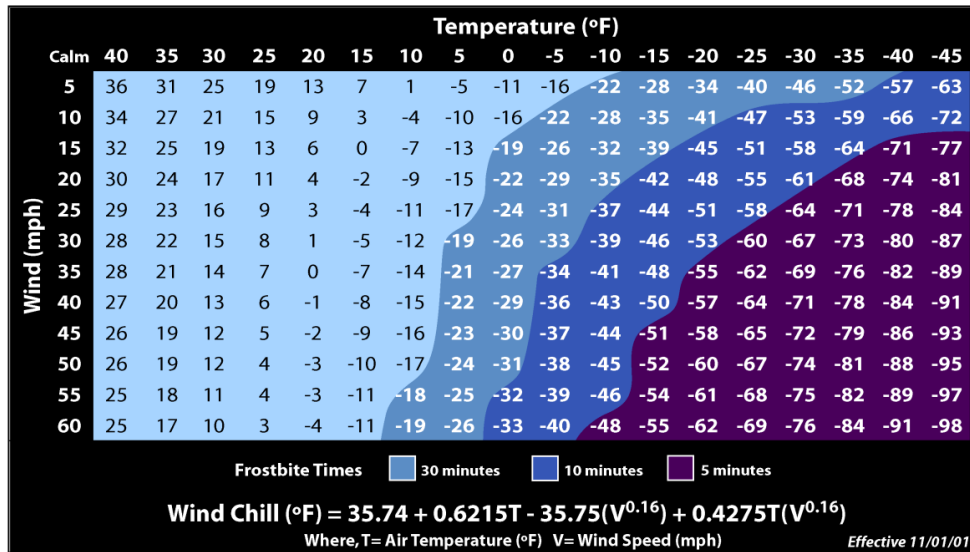 Temperature (ºF)
Calm 40 35 30 25 20 15 10 5 0 -5 -10 -15 -20 -25 -30 -35 -40 -45
5 36 31 25 19 13 7 1 -5 -11 -16 -22 -28 -34 -40 -46 -52 -57 -63
10 34 27 21 15 9 3 -4 -10 -16 -22 -28 -35 -41 -47 -53 -59 -66 -72
15 32 25 19 13 6 0 -7 -13 -19 -26 -32 -39 -45 -51 -58 -64 -71 -77
20 30 24 17 11 4 -2 -9 -15 -22 -29 -35 -42 -48 -55 -61 -68 -74 -81
25 29 23 16 9 3 -4 -11 -17 -24 -31 -37 -44 -51 -58 -64 -71 -78 -84
30 28 22 15 8 1 -5 -12 -19 -26 -33 -39 -46 -53 -60 -67 -73 -80 -87
35 28 21 14 7 0 -7 -14 -21 -27 -34 -41 -48 -55 -62 -69 -76 -82 -89
40 27 20 13 6 -1 -8 -15 -22 -29 -36 -43 -50 -57 -64 -71 -78 -84 -91
45 26 19 12 5 -2 -9 -16 -23 -30 -37 -44 -51 -58 -65 -72 -79 -86 -93
50 26 19 12 4 -3 -10 -17 -24 -31 -38 -45 -52 -60 -67 -74 -81 -88 -95
55 25 18 11 4 -3 -11 -18 -25 -32 -39 -46 -54 -61 -68 -75 -82 -89 -97
60 25 17 10 3 -4 -11 -19 -26 -33 -40 -48 -55 -62 -69 -76 -84 -91 -98
Wind (mph)
Frostbite Times 30 minutes 10 minutes 5 minutes
Wind Chill (ºF) = 35.74 + 0.6215T - 35.75(V^0.16) + 0.4275T(V^0.16)
Where, T= Air Temperature (ºF) V= Wind Speed (mph)
Effective 11/01/01